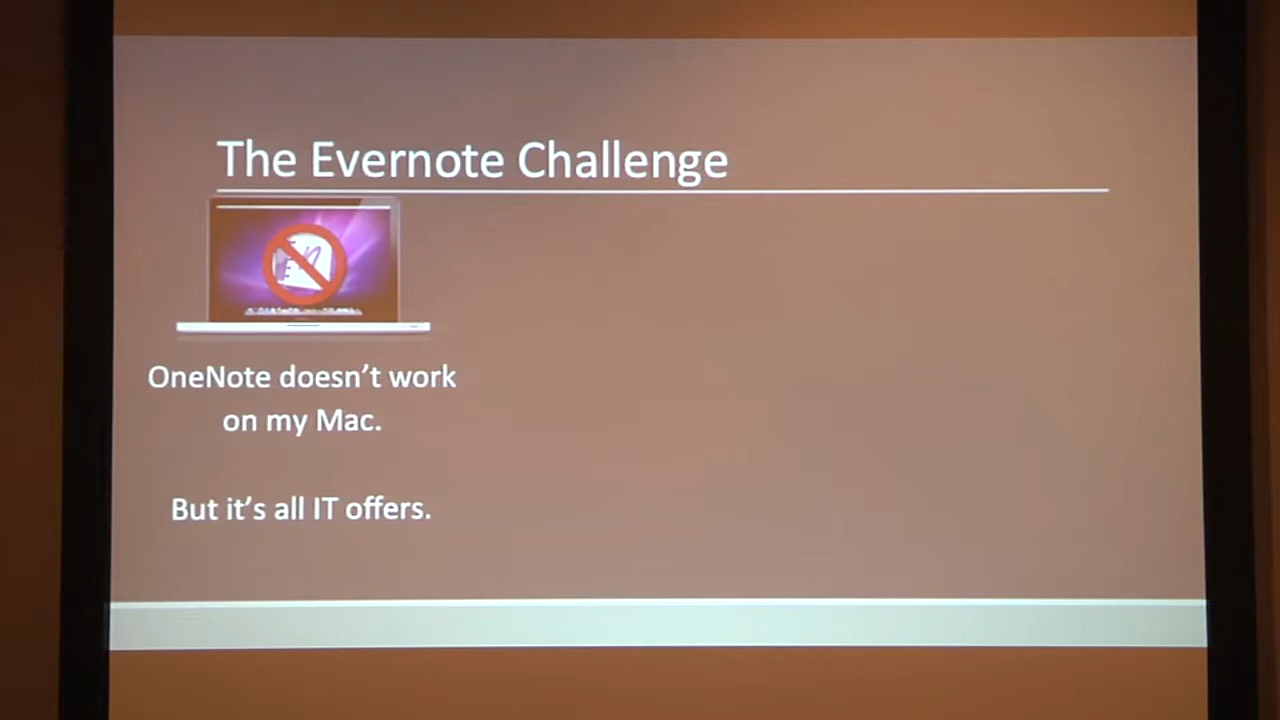 The Evernote Challenge
OneNote doesn’t work
on my Mac.
But it’s all IT offers.